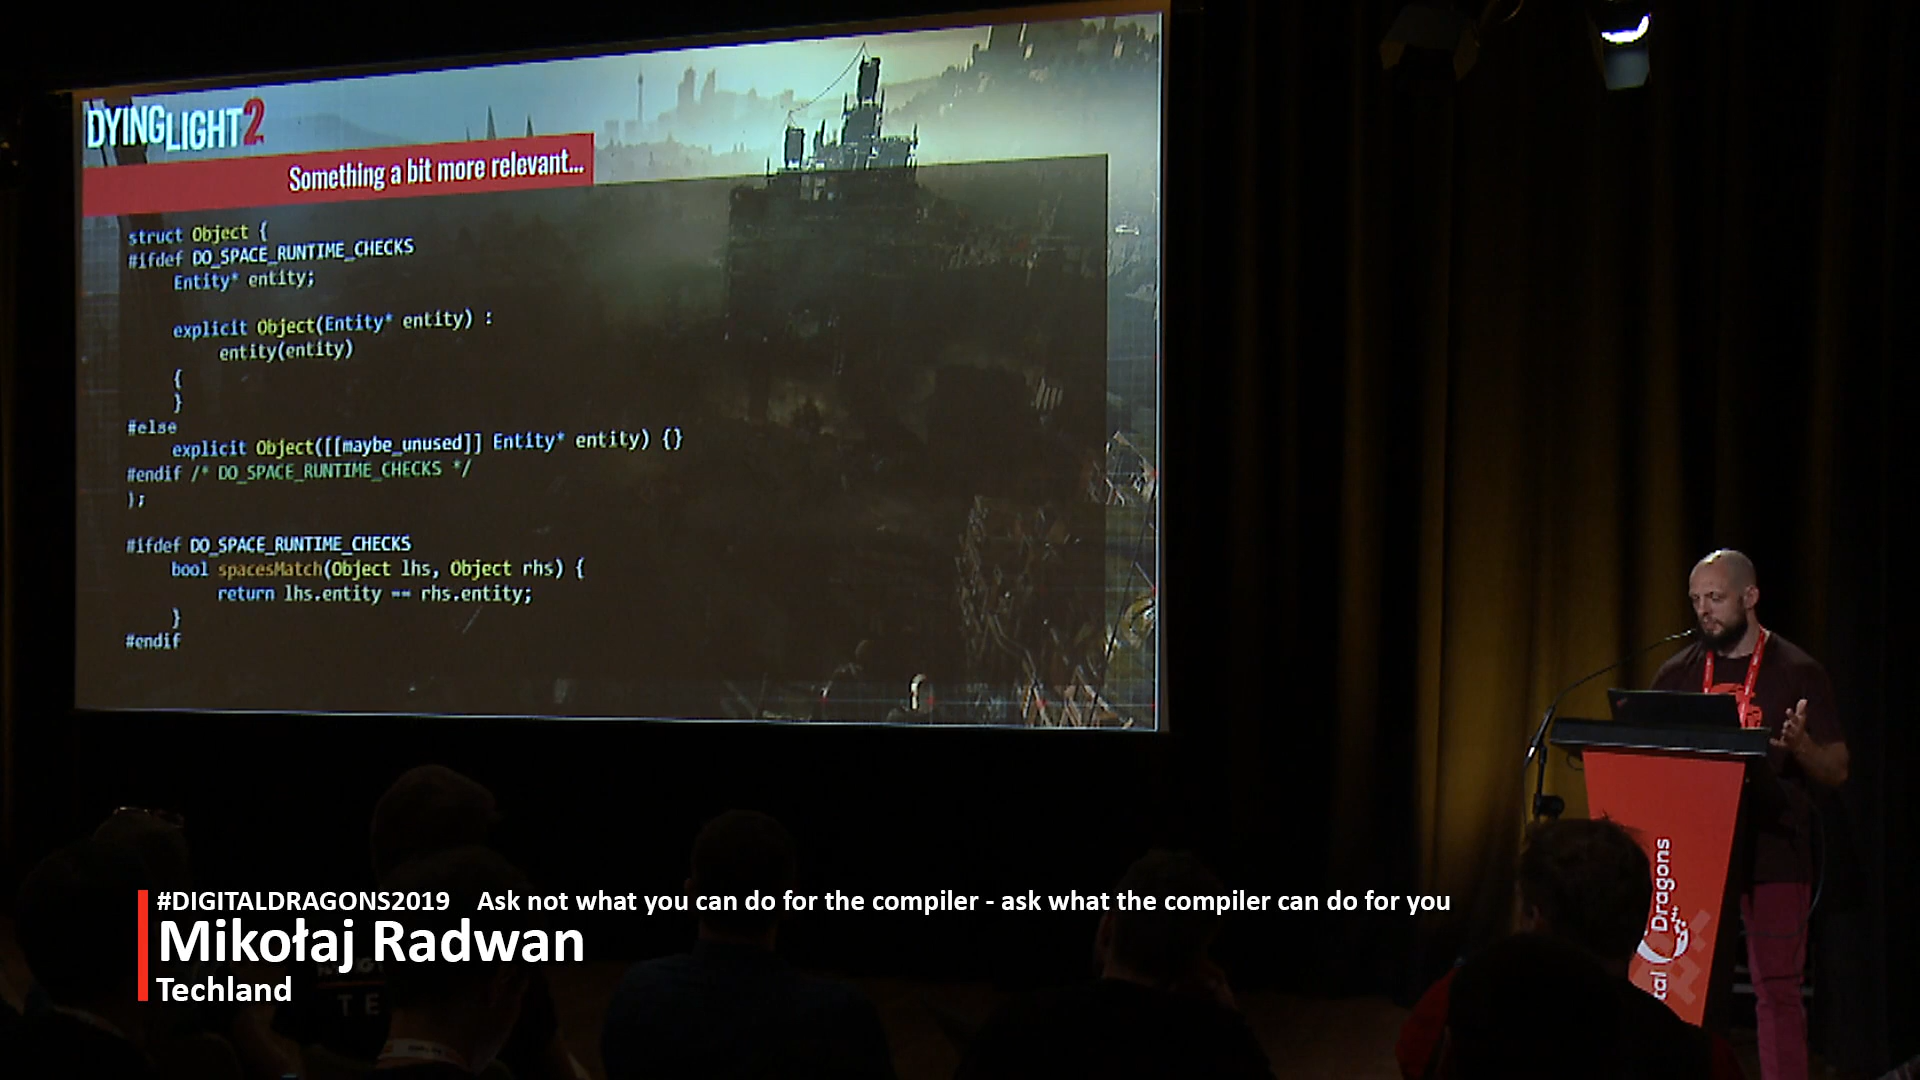 DYINGLIGHT2
Something a bit more relevant...
struct Object {
#ifdef DO_SPACE_RUNTIME_CHECKS
Entity* entity;
explicit Object(Entity* entity) :
entity(entity)
{
}
#else
explicit Object([[maybe_unused]] Entity* entity) {}
#endif /* DO_SPACE_RUNTIME_CHECKS */
};
#ifdef DO_SPACE_RUNTIME_CHECKS
bool spacesMatch(Object lhs, Object rhs) {
return lhs.entity == rhs.entity;
}
#endif
#DIGITALDRAGONS2019 Ask not what you can do for the compiler - ask what the compiler can do for you
Mikołaj Radwan
Techland
tal Dragons